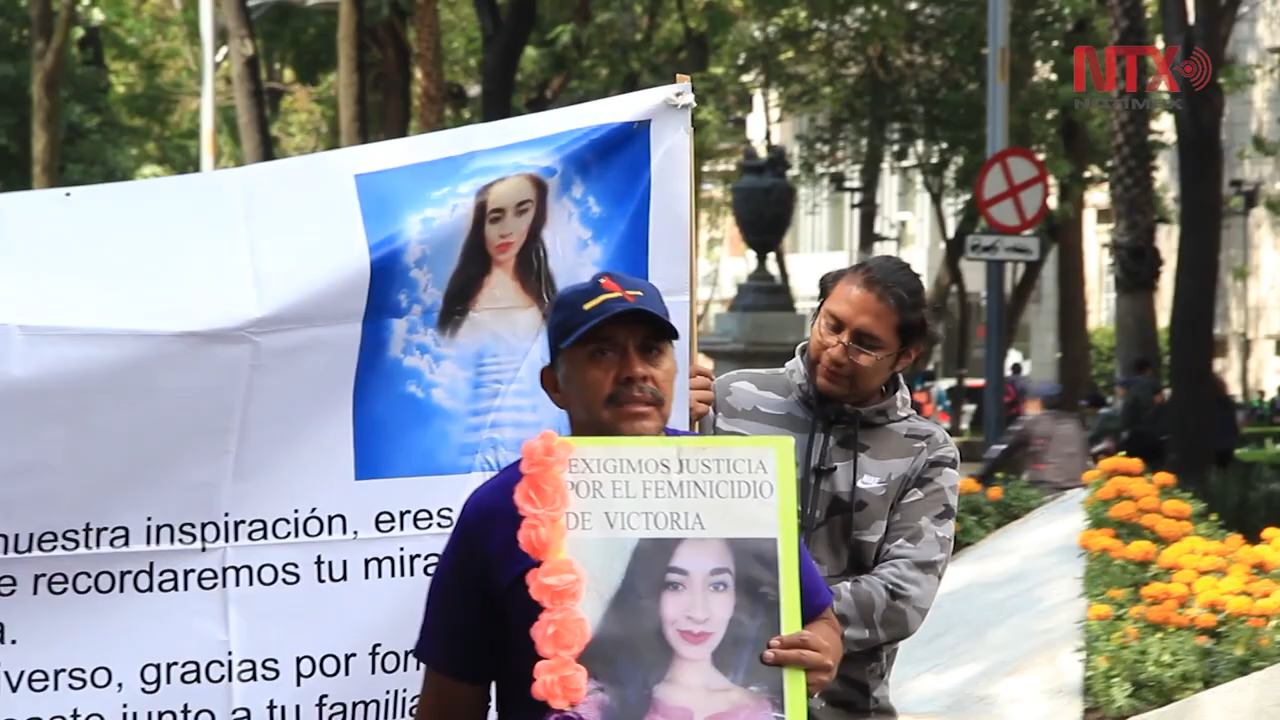 NTX
NOTIMEX
nuestra inspiración, eres
e recordaremos tu mira
a.
iverso, gracias por for
junto a tu familia
EXIGIMOS JUSTICIA
POR EL FEMINICIDIO
DE VICTORIA